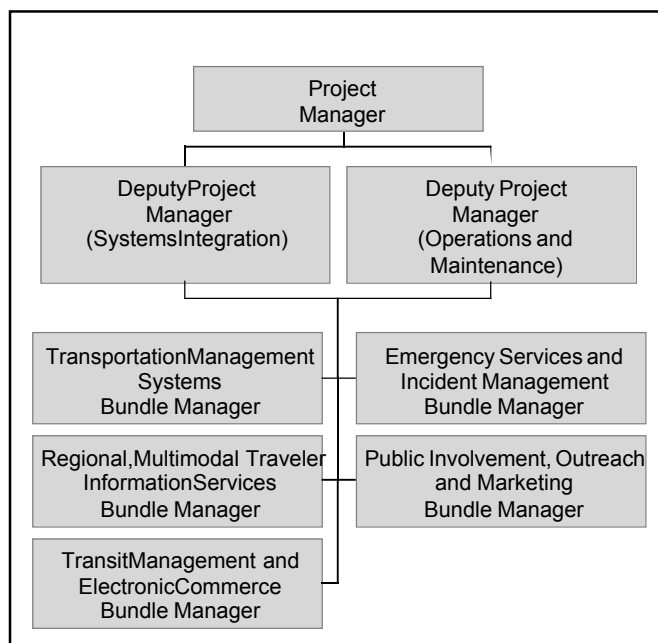 Project
Manager
DeputyProject
Manager
(SystemsIntegration)
Deputy Project
Manager
(Operations and
Maintenance)
TransportationManagement
Systems
Bundle Manager
Emergency Services and
Incident Management
Bundle Manager
Regional,Multimodal Traveler
InformationServices
Bundle Manager
Public Involvement, Outreach
and Marketing
Bundle Manager
TransitManagement and
ElectronicCommerce
Bundle Manager